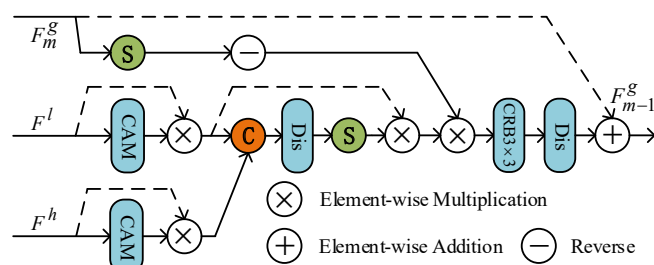 F_m^g
S
−
F_{m−1}^g
F^l
CAM
×
C
Dis
S
×
×
CRB3×3
Dis
+
F^h
CAM
×
× Element-wise Multiplication
+ Element-wise Addition
− Reverse